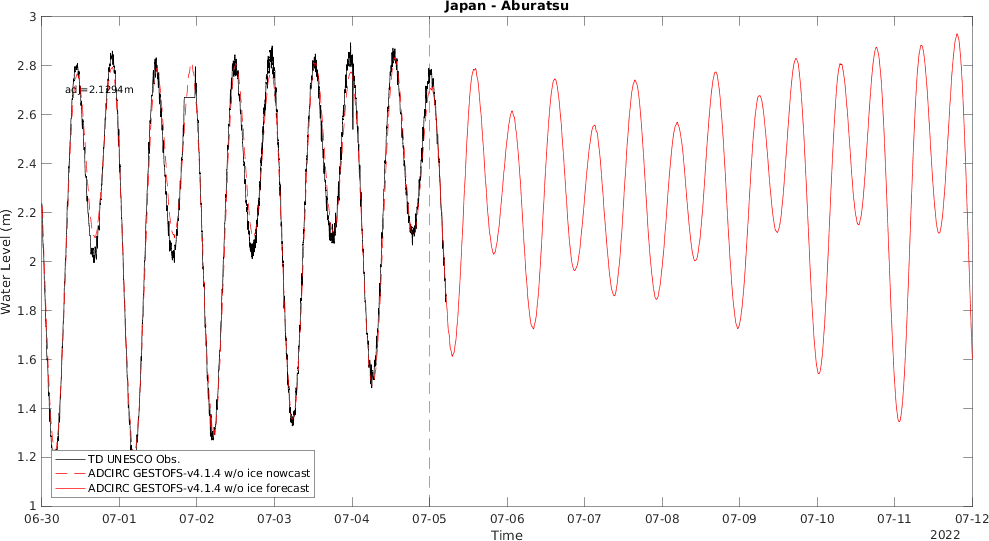 Japan - Aburatsu
3
2.8
2.6
2.4
2.2
2
1.8
1.6
1.4
1.2
1
Water Level (m)
adj=2.1294m
TD UNESCO Obs.
ADCIRC GESTOFS-v4.1.4 w/o ice nowcast
ADCIRC GESTOFS-v4.1.4 w/o ice forecast
06-30 07-01 07-02 07-03 07-04 07-05 07-06 07-07 07-08 07-09 07-10 07-11 07-12
Time
2022